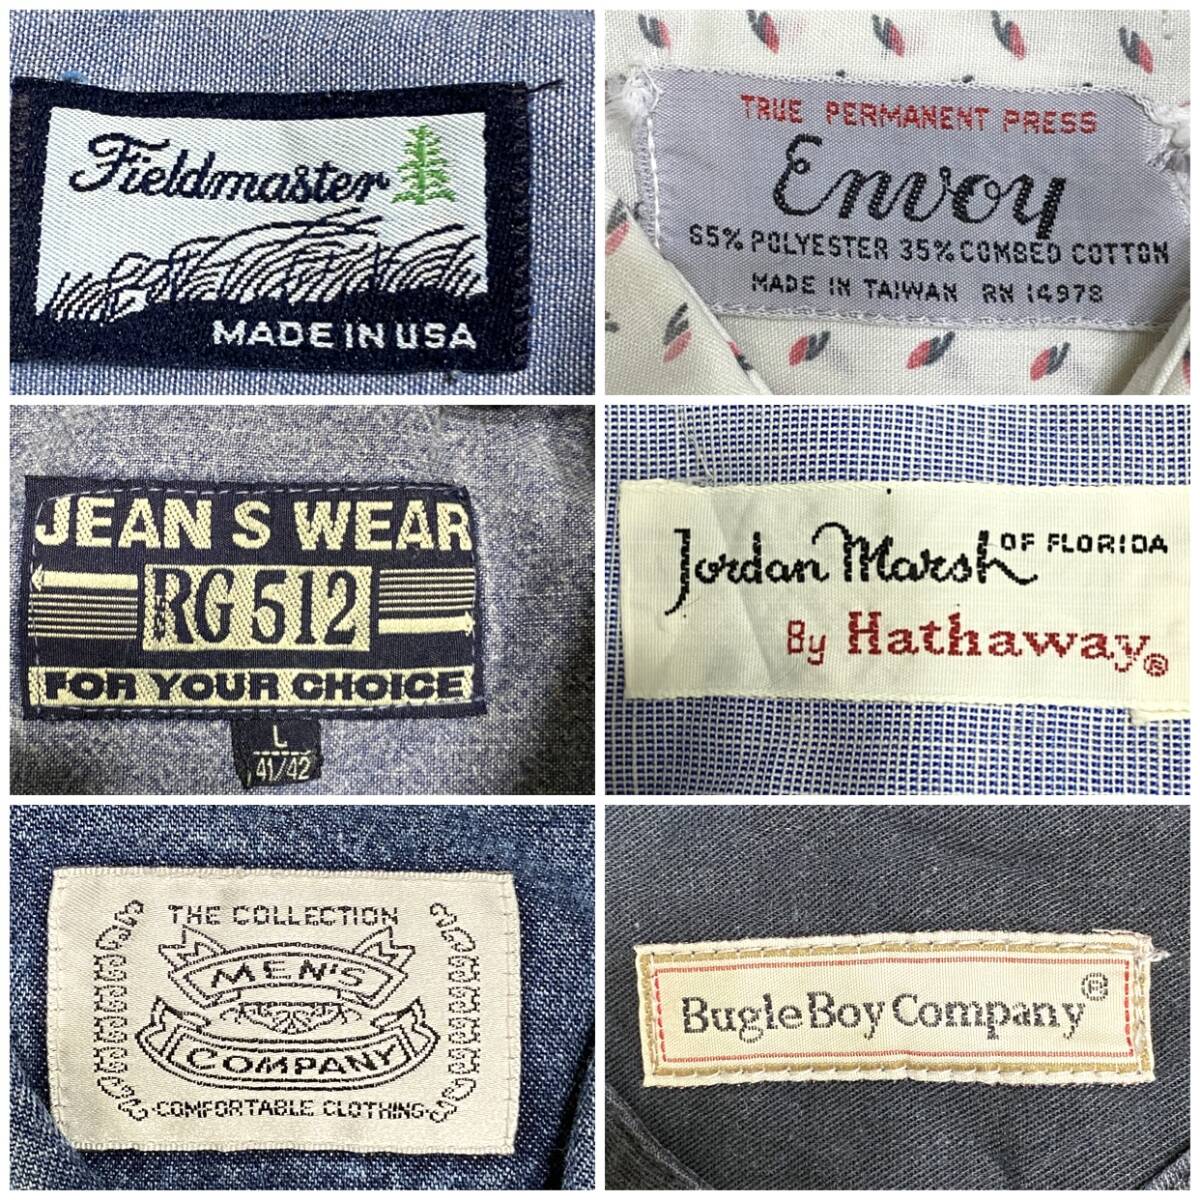 Fieldmaster
MADE IN USA
TRUE PERMANENT PRESS
Envoy
65% POLYESTER 35% COMBED COTTON
MADE IN TAIWAN RN 14978
JEAN S WEAR
RG 512
FOR YOUR CHOICE
L
41/42
Jordan Marsh OF FLORIDA
By Hathaway®
THE COLLECTION
MEN'S
COMPANY
·COMFORTABLE CLOTHING·
Bugle Boy Company®